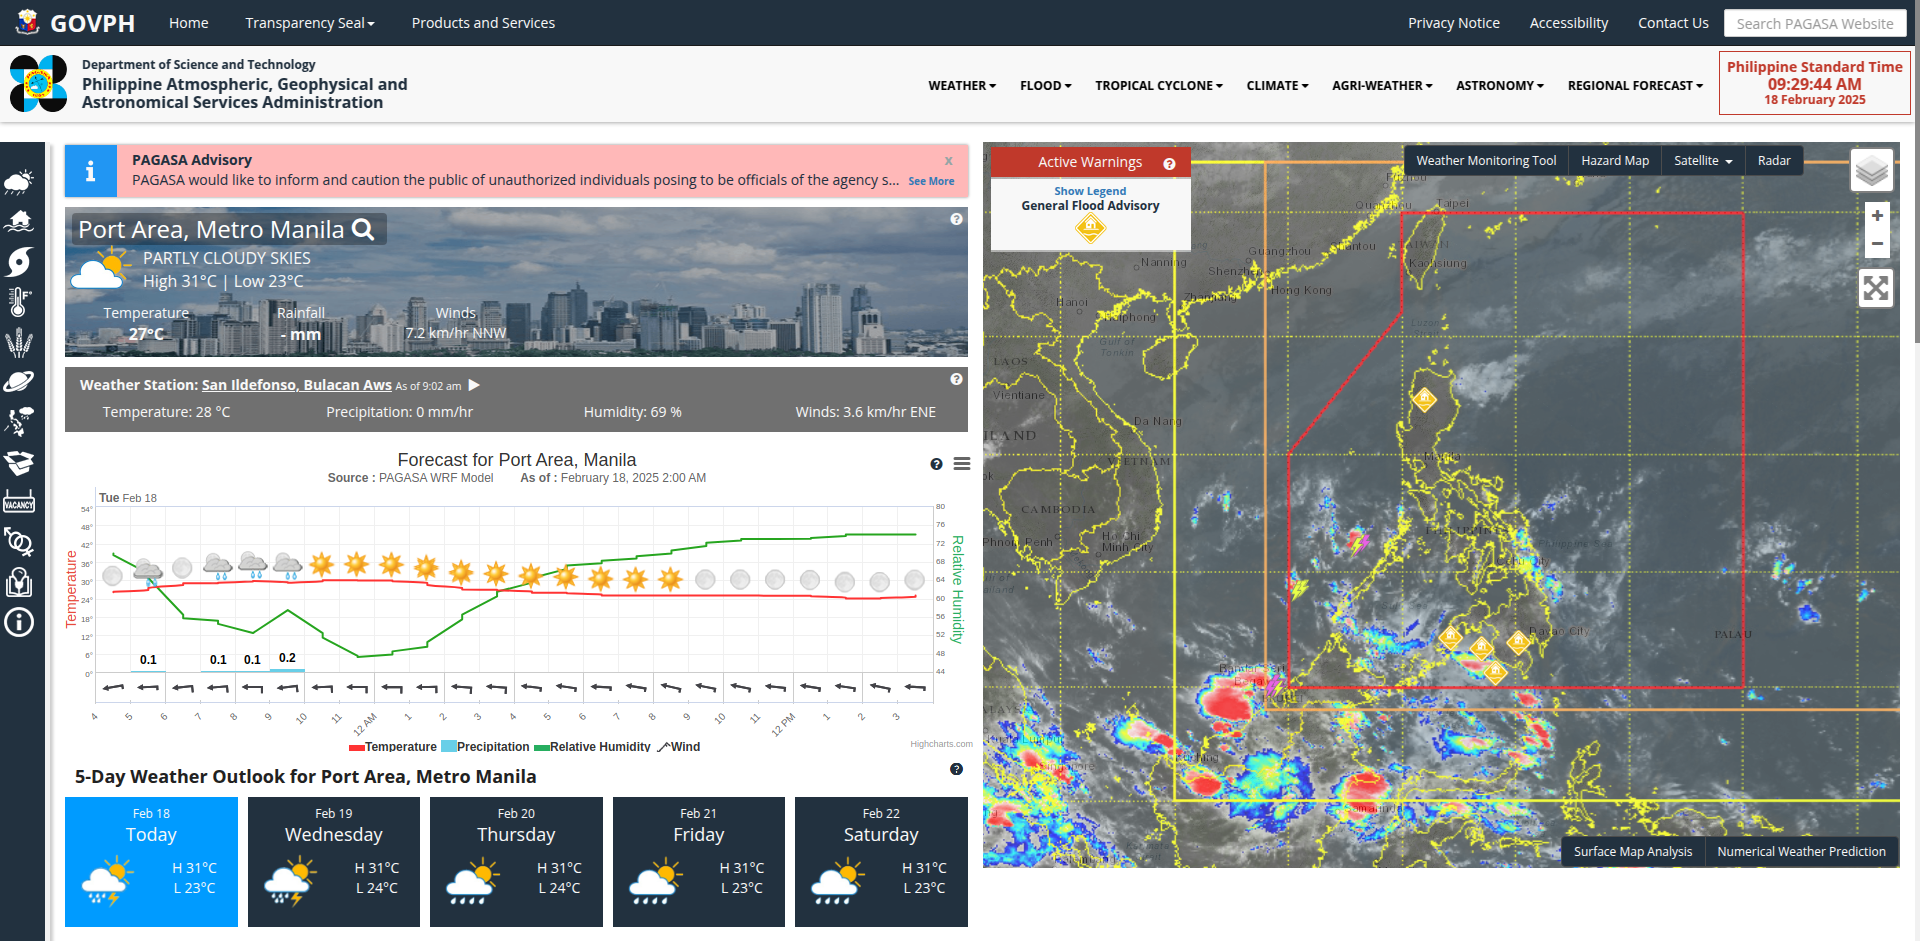 GOVPH
Home
Transparency Seal
Products and Services
Privacy Notice
Accessibility
Contact Us
Search PAGASA Website
Department of Science and Technology
Philippine Atmospheric, Geophysical and
Astronomical Services Administration
WEATHER
FLOOD
TROPICAL CYCLONE
CLIMATE
AGRI-WEATHER
ASTRONOMY
REGIONAL FORECAST
Philippine Standard Time
09:29:44 AM
18 February 2025
PAGASA Advisory
x
PAGASA would like to inform and caution the public of unauthorized individuals posing to be officials of the agency s...
See More
Port Area, Metro Manila
PARTLY CLOUDY SKIES
High 31°C | Low 23°C
Temperature
27°C
Rainfall
- mm
Winds
7.2 km/hr NNW
Weather Station: San Ildefonso, Bulacan Aws As of 9:02 am
Temperature: 28 °C
Precipitation: 0 mm/hr
Humidity: 69 %
Winds: 3.6 km/hr ENE
Forecast for Port Area, Manila
Source : PAGASA WRF Model As of : February 18, 2025 2:00 AM
Tue Feb 18
Temperature
54°
48°
42°
36°
30°
24°
18°
12°
6°
0°
0.1
0.1
0.1
0.2
80
76
72
68
64
60
56
52
48
44
Relative Humidity
4 5 6 7 8 9 10 11 12 AM 1 2 3 4 5 6 7 8 9 10 11 12 PM 1 2 3
Temperature Precipitation Relative Humidity Wind
Highcharts.com
5-Day Weather Outlook for Port Area, Metro Manila
Feb 18
Today
H 31°C
L 23°C
Feb 19
Wednesday
H 31°C
L 24°C
Feb 20
Thursday
H 31°C
L 24°C
Feb 21
Friday
H 31°C
L 23°C
Feb 22
Saturday
H 31°C
L 23°C
VACANCY
Active Warnings
Show Legend
General Flood Advisory
Weather Monitoring Tool
Hazard Map
Satellite
Radar
+
−
Taipei
TAIWAN
Kaohsiung
Guangzhou
Shantou
Shenzhen
Hong Kong
Nanning
Zhanjiang
Hanoi
Haiphong
Gulf of
Tonkin
LAOS
Vientiane
Da Nang
VIETNAM
CAMBODIA
Phnom Penh
Ho Chi
Minh City
Luzon
Manila
Davao City
PALAU
Singapore
Surface Map Analysis
Numerical Weather Prediction